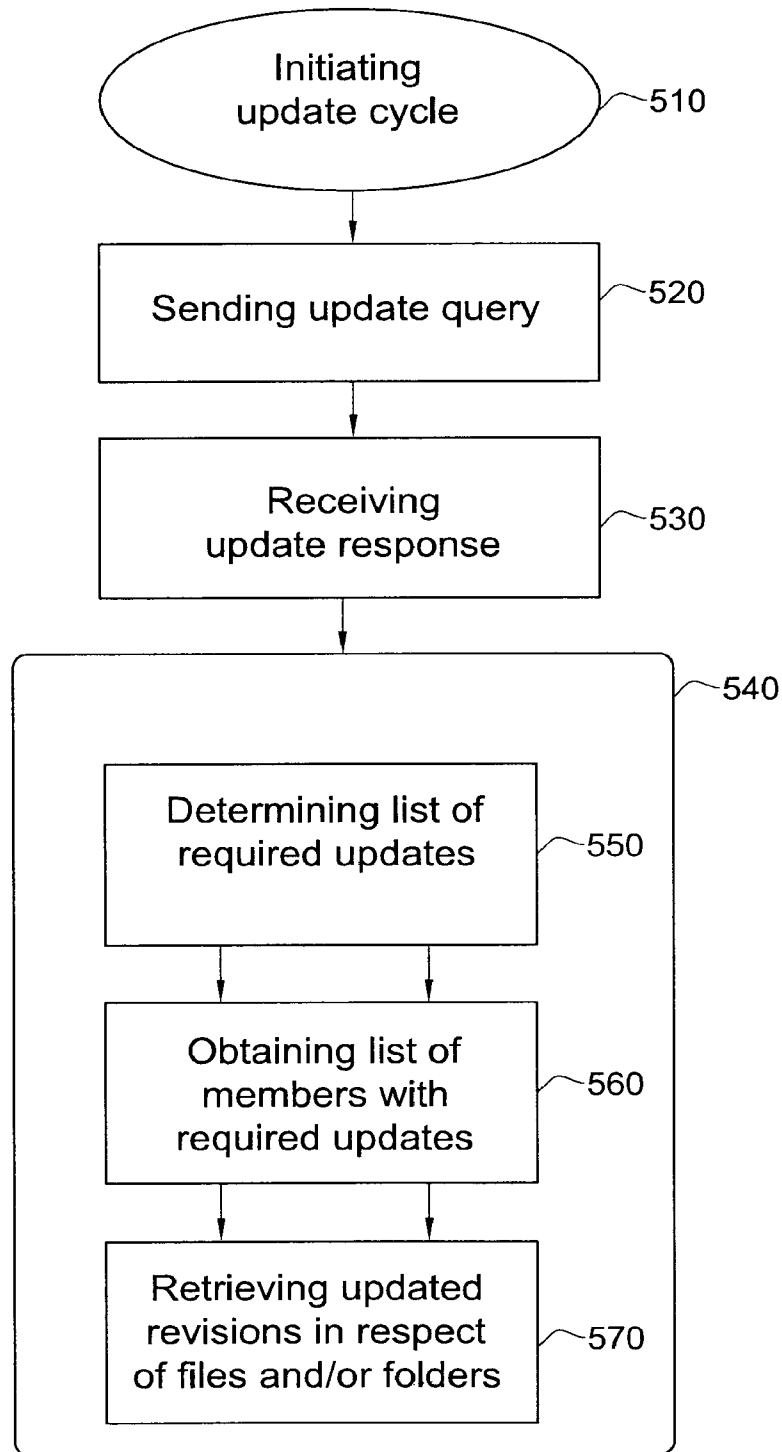 Initiating
update cycle
510
Sending update query
520
Receiving
update response
530
540
Determining list of
required updates
550
Obtaining list of
members with
required updates
560
Retrieving updated
revisions in respect
of files and/or folders
570